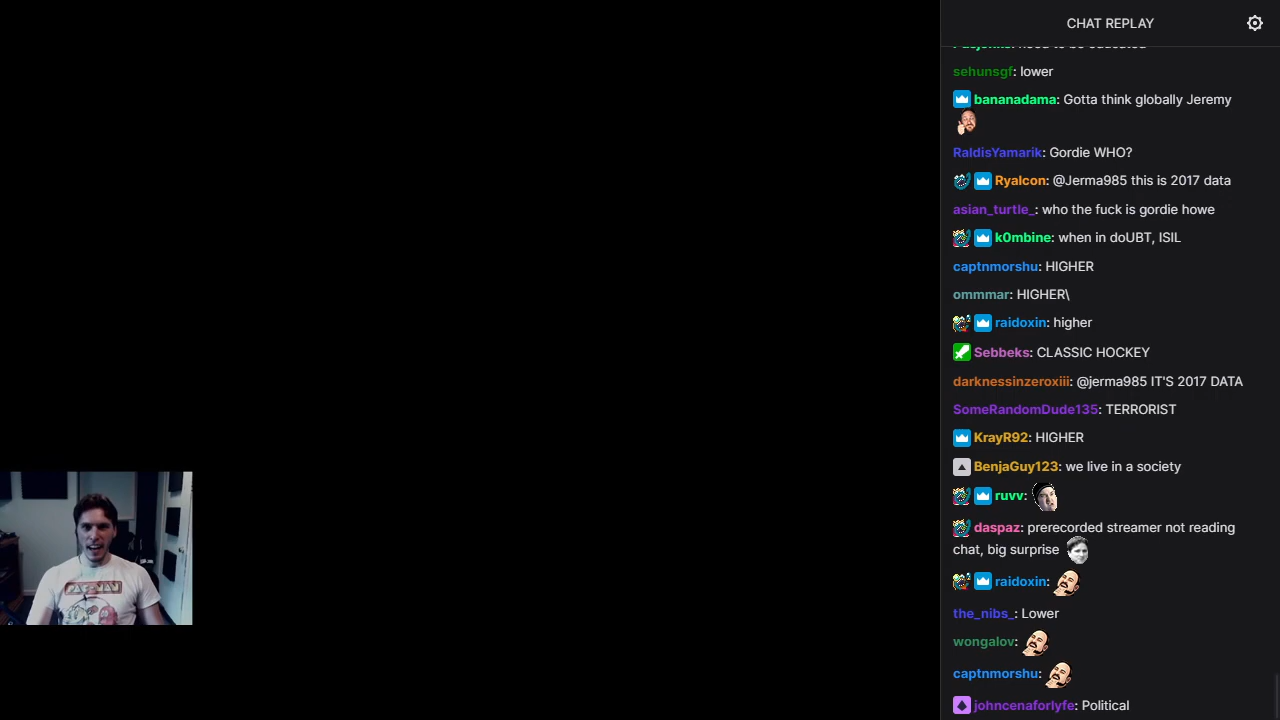 CHAT REPLAY
sehunsgf: lower
bananadama: Gotta think globally Jeremy
RaldisYamarik: Gordie WHO?
Ryalcon: @Jerma985 this is 2017 data
asian_turtle_: who the fuck is gordie howe
k0mbine: when in doUBT, ISIL
captnmorshu: HIGHER
ommmar: HIGHER\
raidoxin: higher
Sebbeks: CLASSIC HOCKEY
darknessinzeroxiii: @jerma985 IT'S 2017 DATA
SomeRandomDude135: TERRORIST
KrayR92: HIGHER
BenjaGuy123: we live in a society
ruvv:
daspaz: prerecorded streamer not reading
chat, big surprise
raidoxin:
the_nibs_: Lower
wongalov:
captnmorshu:
johncenaforlyfe: Political